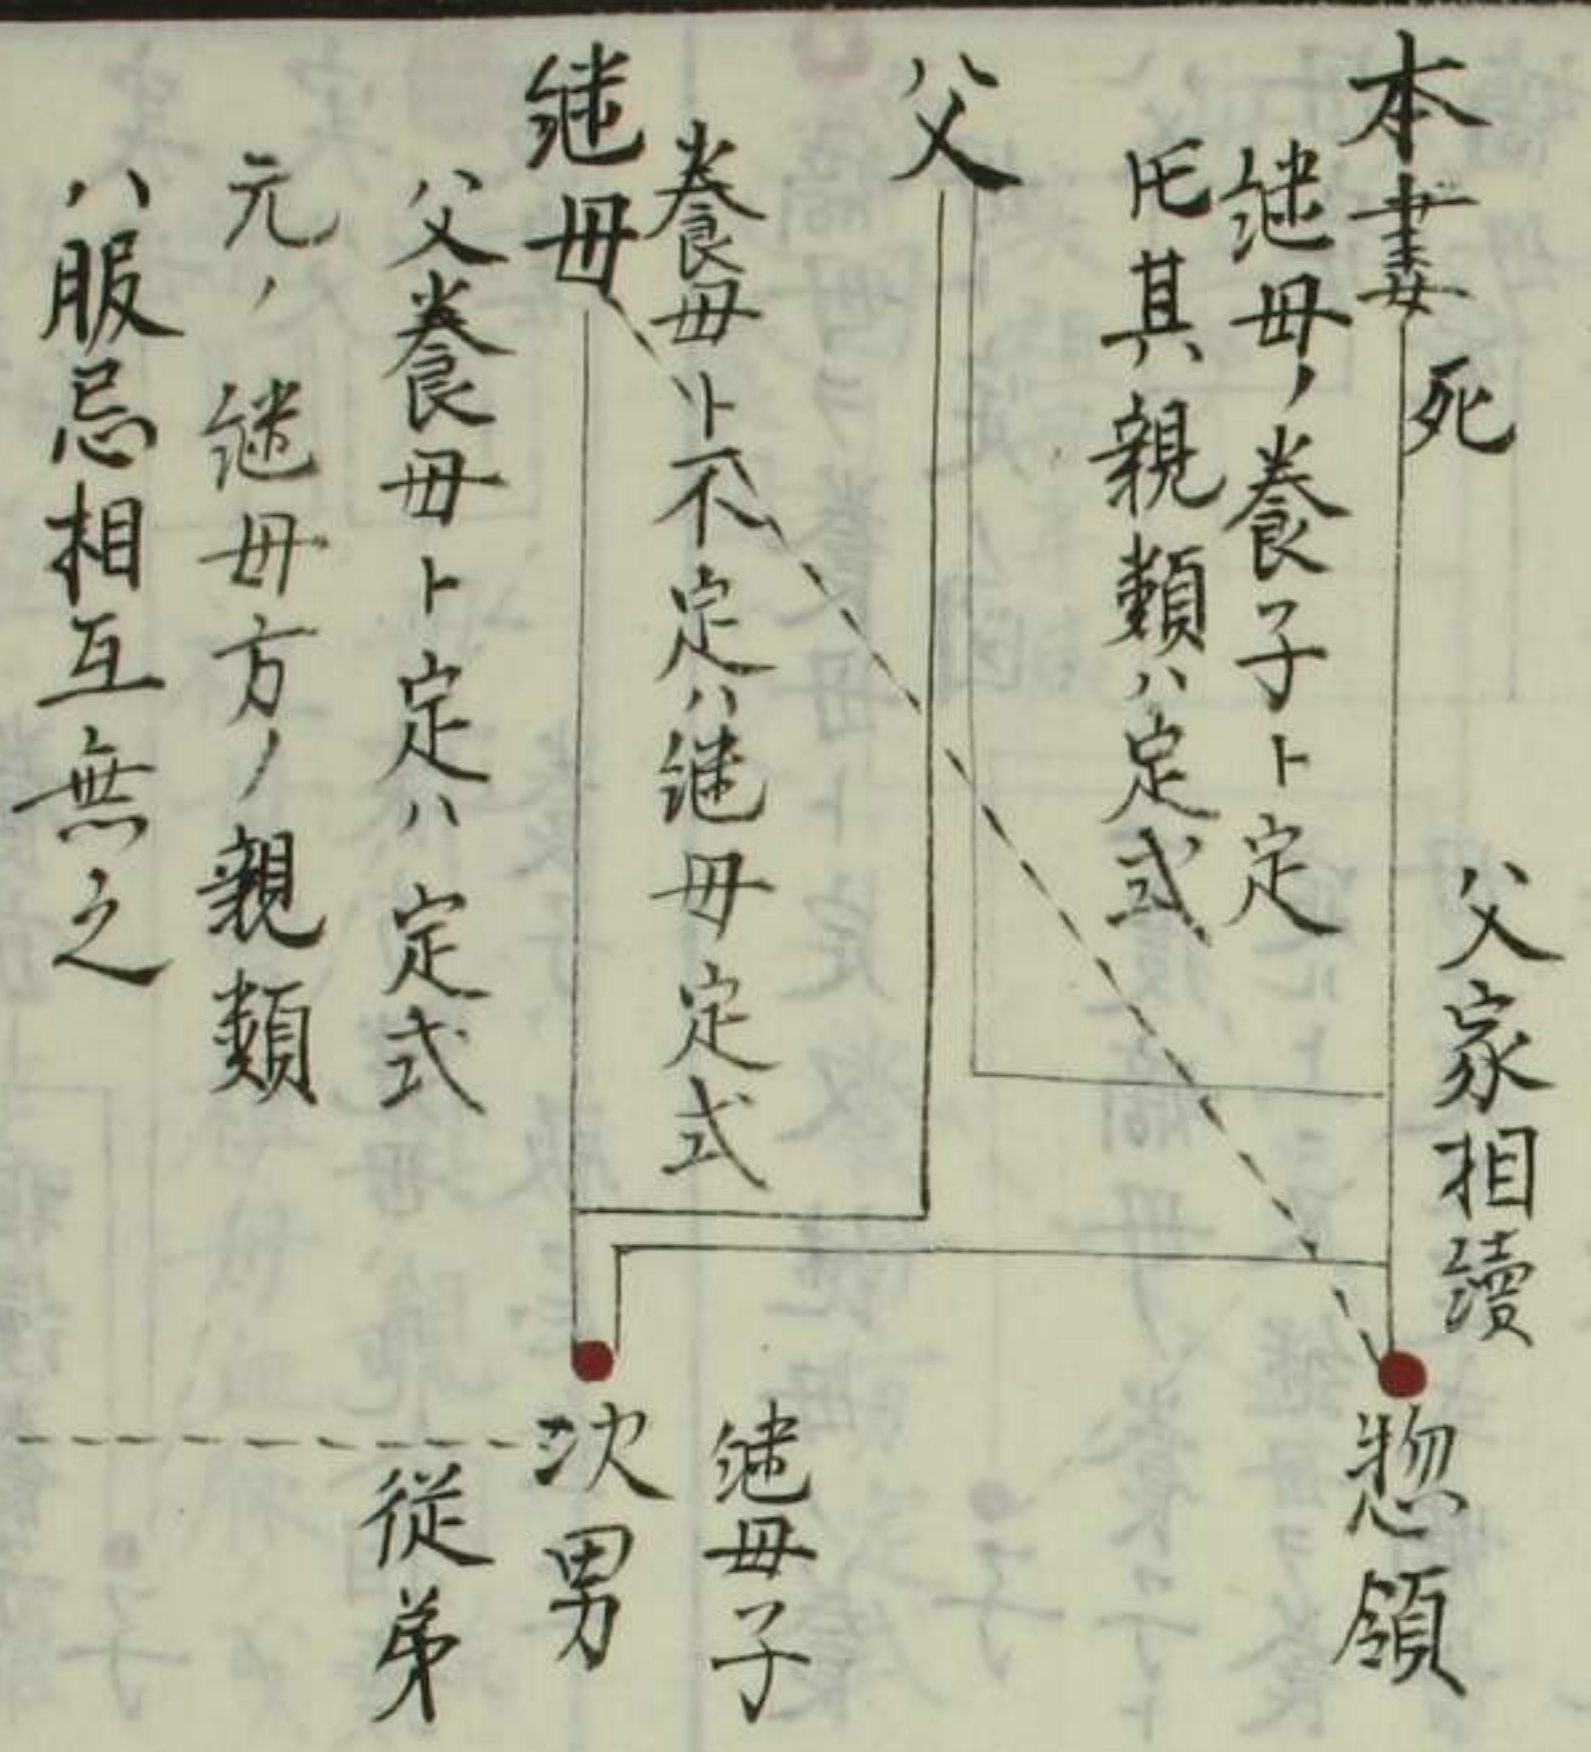 本妻
死
父家相續
惣領
継母ノ養子ト定
𪜈其親類ハ定式
父
養母ト不定ハ継母定式
継母子
継母
次男
父養母ト定ハ定式
従弟
元ノ継母方ノ親類
ハ服忌相互無之